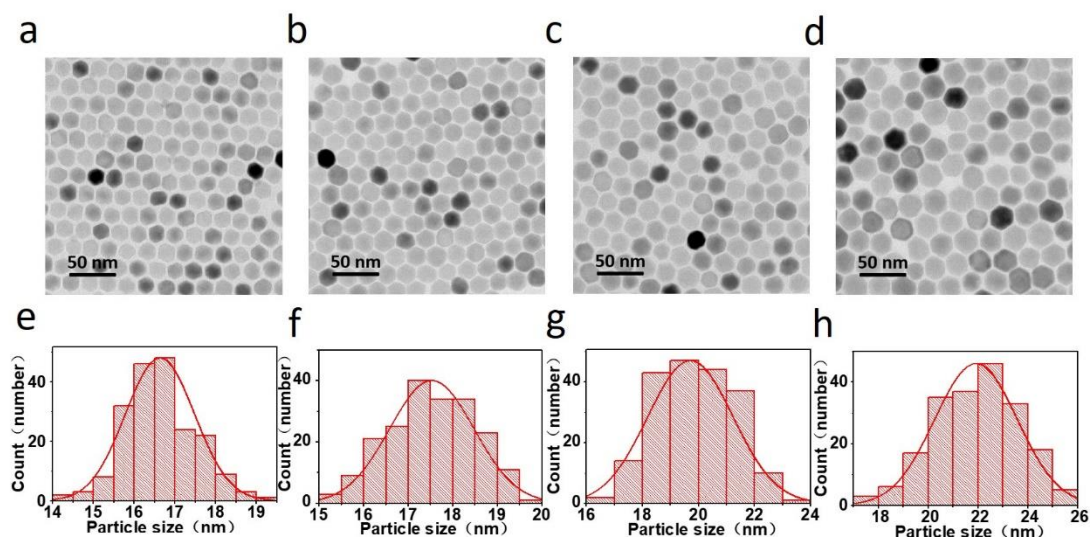 a b c d
50 nm 50 nm 50 nm 50 nm
e f g h
Count（number） 40 20 0
14 15 16 17 18 19
Particle size（nm）
Count（number） 40 20 0
15 16 17 18 19 20
Particle size（nm）
Count（number） 40 20 0
16 18 20 22 24
Particle size（nm）
Count（number） 40 20 0
18 20 22 24 26
Particle size（nm）